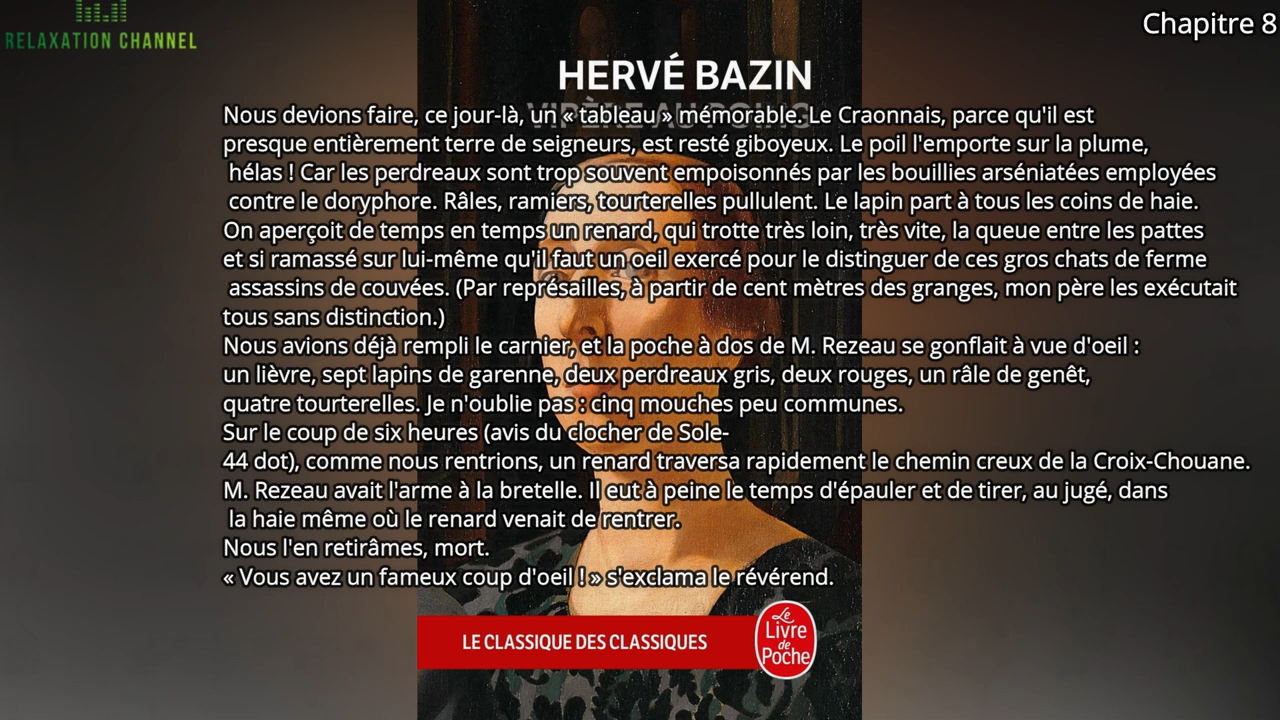 RELAXATION CHANNEL
Chapitre 8
HERVÉ BAZIN
VIPÈRE AU POING
Nous devions faire, ce jour-là, un « tableau » mémorable. Le Craonnais, parce qu'il est
presque entièrement terre de seigneurs, est resté giboyeux. Le poil l'emporte sur la plume,
hélas ! Car les perdreaux sont trop souvent empoisonnés par les bouillies arséniatées employées
contre le doryphore. Râles, ramiers, tourterelles pullulent. Le lapin part à tous les coins de haie.
On aperçoit de temps en temps un renard, qui trotte très loin, très vite, la queue entre les pattes
et si ramassé sur lui-même qu'il faut un oeil exercé pour le distinguer de ces gros chats de ferme
assassins de couvées. (Par représailles, à partir de cent mètres des granges, mon père les exécutait
tous sans distinction.)
Nous avions déjà rempli le carnier, et la poche à dos de M. Rezeau se gonflait à vue d'oeil :
un lièvre, sept lapins de garenne, deux perdreaux gris, deux rouges, un râle de genêt,
quatre tourterelles. Je n'oublie pas : cinq mouches peu communes.
Sur le coup de six heures (avis du clocher de Sole-
44 dot), comme nous rentrions, un renard traversa rapidement le chemin creux de la Croix-Chouane.
M. Rezeau avait l'arme à la bretelle. Il eut à peine le temps d'épauler et de tirer, au jugé, dans
la haie même où le renard venait de rentrer.
Nous l'en retirâmes, mort.
« Vous avez un fameux coup d'oeil ! » s'exclama le révérend.
LE CLASSIQUE DES CLASSIQUES
Le
Livre
de
Poche